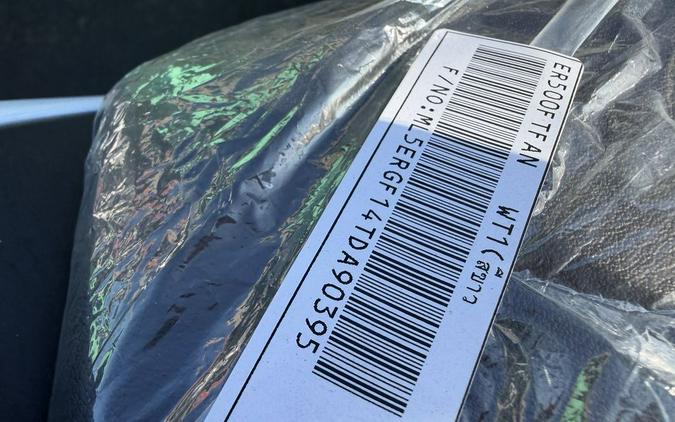 ER500FTFAN WT1(สีขาว
F/NO:ML5ERGF14TDA90395